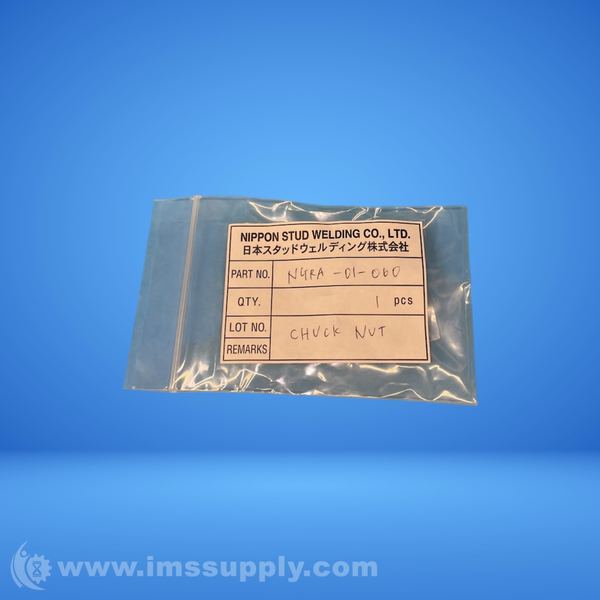 NIPPON STUD WELDING CO., LTD.
日本スタッドウェルディング株式会社
PART NO. N4RA-01-060
QTY. 1 pcs
LOT NO. CHUCK NUT
REMARKS
www.imssupply.com